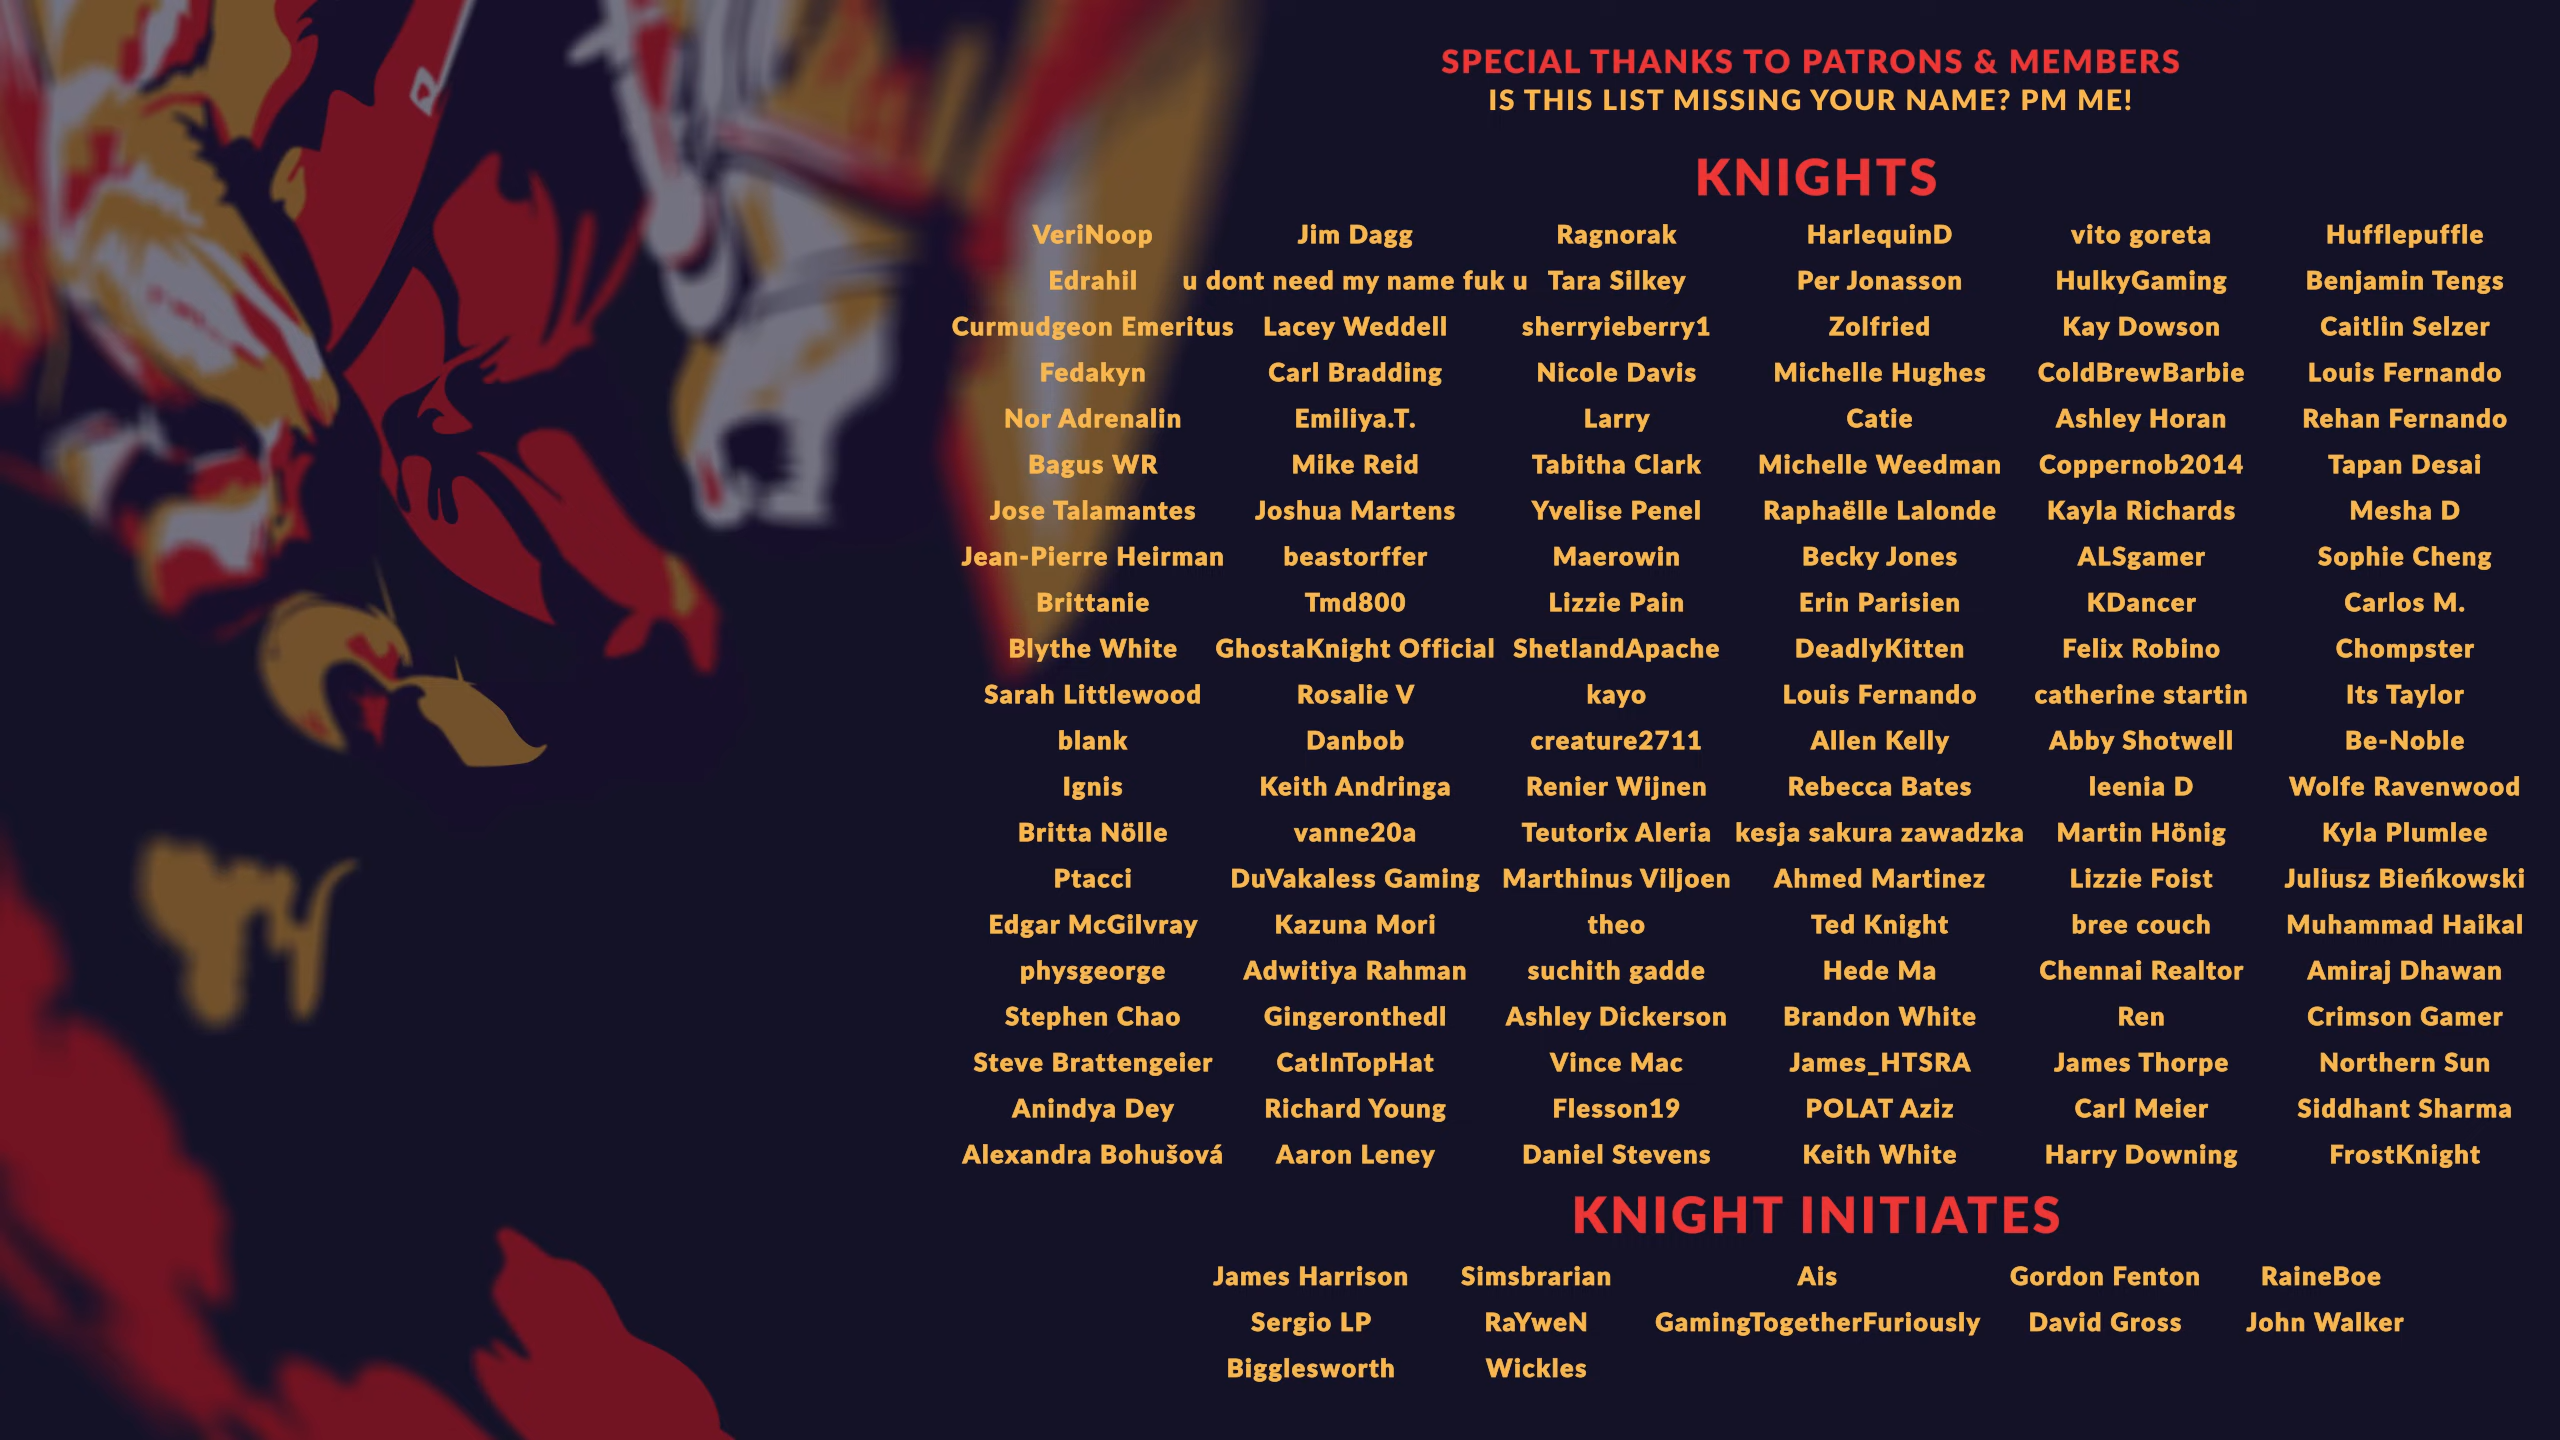 SPECIAL THANKS TO PATRONS & MEMBERS
IS THIS LIST MISSING YOUR NAME? PM ME!
KNIGHTS
VeriNoop Jim Dagg Ragnorak HarlequinD vito goreta Hufflepuffle
Edrahil u dont need my name fuk u Tara Silkey Per Jonasson HulkyGaming Benjamin Tengs
Curmudgeon Emeritus Lacey Weddell sherryieberry1 Zolfried Kay Dowson Caitlin Selzer
Fedakyn Carl Bradding Nicole Davis Michelle Hughes ColdBrewBarbie Louis Fernando
Nor Adrenalin Emiliya.T. Larry Catie Ashley Horan Rehan Fernando
Bagus WR Mike Reid Tabitha Clark Michelle Weedman Coppernob2014 Tapan Desai
Jose Talamantes Joshua Martens Yvelise Penel Raphaëlle Lalonde Kayla Richards Mesha D
Jean-Pierre Heirman beastorffer Maerowin Becky Jones ALSgamer Sophie Cheng
Brittanie Tmd800 Lizzie Pain Erin Parisien KDancer Carlos M.
Blythe White GhostaKnight Official ShetlandApache DeadlyKitten Felix Robino Chompster
Sarah Littlewood Rosalie V kayo Louis Fernando catherine startin Its Taylor
blank Danbob creature2711 Allen Kelly Abby Shotwell Be-Noble
Ignis Keith Andringa Renier Wijnen Rebecca Bates leenia D Wolfe Ravenwood
Britta Nölle vanne20a Teutorix Aleria kesja sakura zawadzka Martin Hönig Kyla Plumlee
Ptacci DuVakaless Gaming Marthinus Viljoen Ahmed Martinez Lizzie Foist Juliusz Bieńkowski
Edgar McGilvray Kazuna Mori theo Ted Knight bree couch Muhammad Haikal
physgeorge Adwitiya Rahman suchith gadde Hede Ma Chennai Realtor Amiraj Dhawan
Stephen Chao Gingeronthedl Ashley Dickerson Brandon White Ren Crimson Gamer
Steve Brattengeier CatInTopHat Vince Mac James_HTSRA James Thorpe Northern Sun
Anindya Dey Richard Young Flesson19 POLAT Aziz Carl Meier Siddhant Sharma
Alexandra Bohušová Aaron Leney Daniel Stevens Keith White Harry Downing FrostKnight
KNIGHT INITIATES
James Harrison Simsbrarian Ais Gordon Fenton RaineBoe
Sergio LP RaYweN GamingTogetherFuriously David Gross John Walker
Bigglesworth Wickles